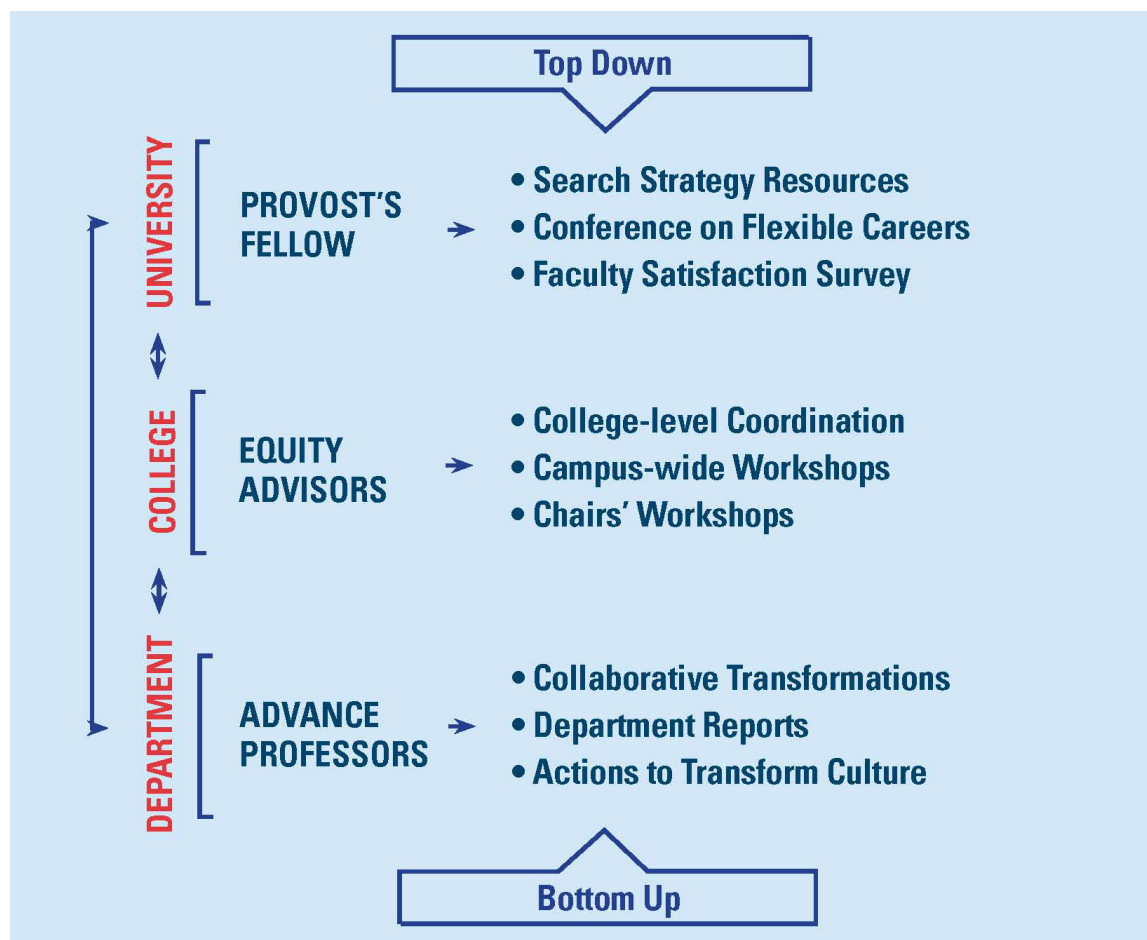 Top Down
UNIVERSITY
PROVOST'S
FELLOW
• Search Strategy Resources
• Conference on Flexible Careers
• Faculty Satisfaction Survey
COLLEGE
EQUITY
ADVISORS
• College-level Coordination
• Campus-wide Workshops
• Chairs' Workshops
DEPARTMENT
ADVANCE
PROFESSORS
• Collaborative Transformations
• Department Reports
• Actions to Transform Culture
Bottom Up